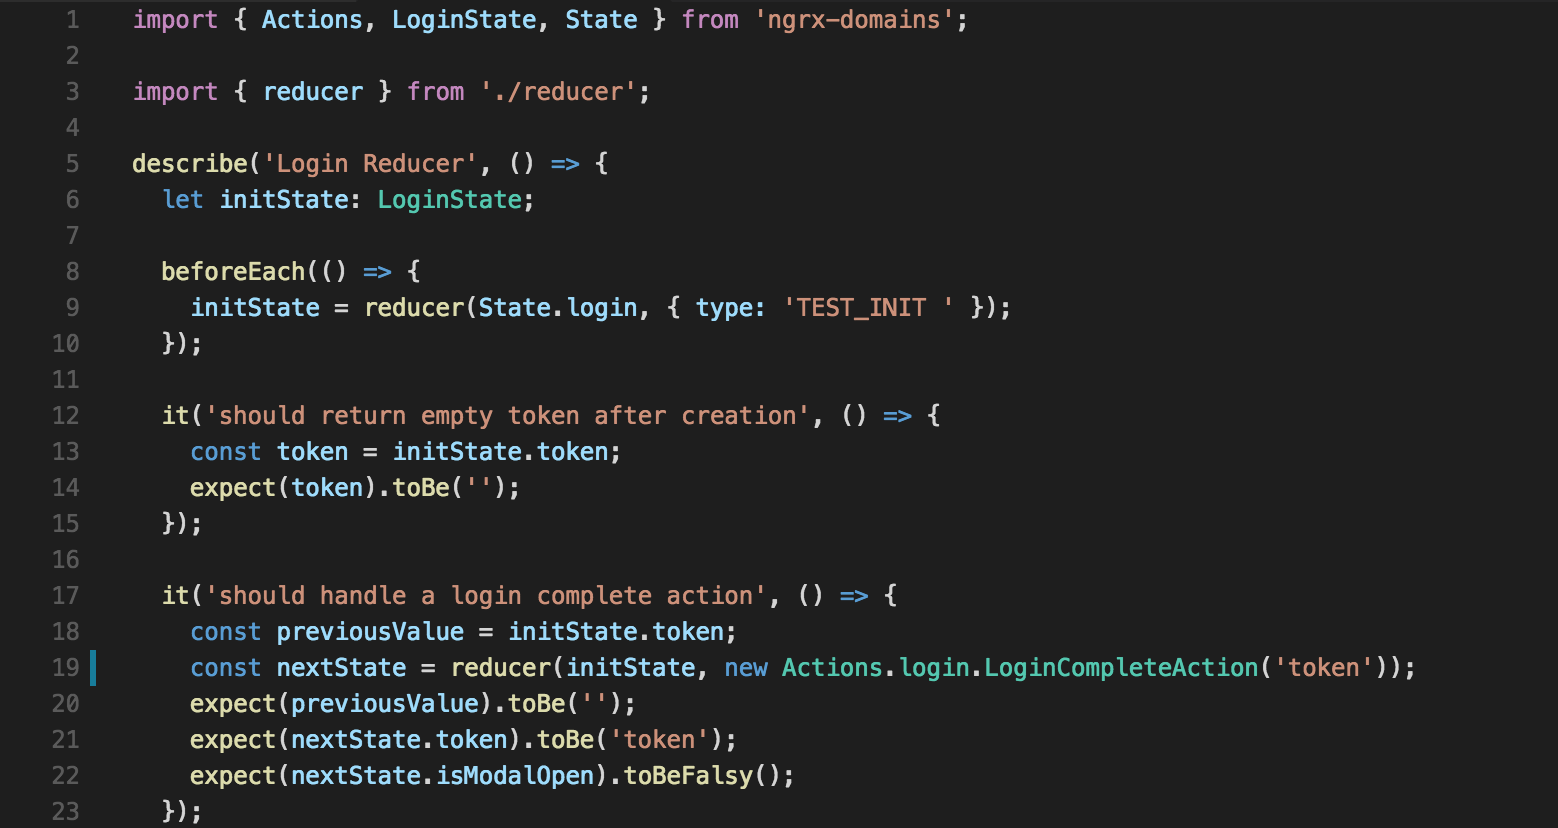 1 import { Actions, LoginState, State } from 'ngrx-domains';
2
3 import { reducer } from './reducer';
4
5 describe('Login Reducer', () => {
6   let initState: LoginState;
7
8   beforeEach(() => {
9     initState = reducer(State.login, { type: 'TEST_INIT ' });
10   });
11
12   it('should return empty token after creation', () => {
13     const token = initState.token;
14     expect(token).toBe('');
15   });
16
17   it('should handle a login complete action', () => {
18     const previousValue = initState.token;
19     const nextState = reducer(initState, new Actions.login.LoginCompleteAction('token'));
20     expect(previousValue).toBe('');
21     expect(nextState.token).toBe('token');
22     expect(nextState.isModalOpen).toBeFalsy();
23   });